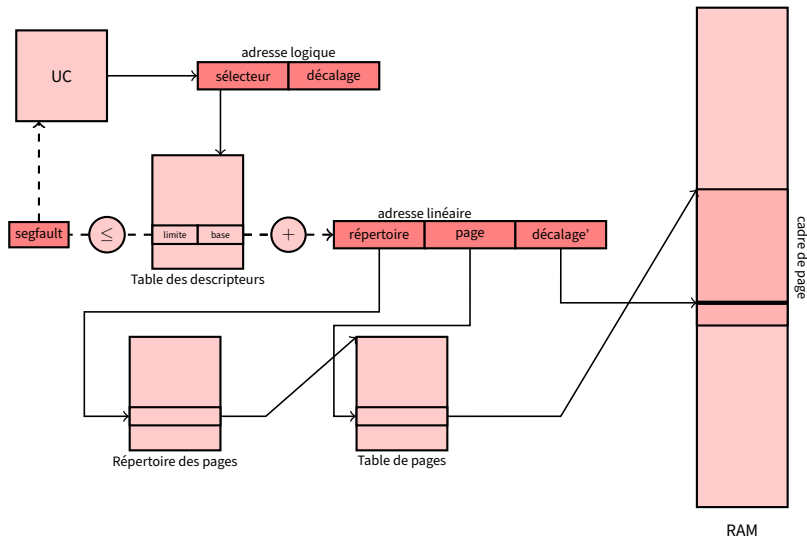 adresse logique
UC
sélecteur
décalage
segfault
≤
limite
base
+
adresse linéaire
répertoire
page
décalage’
Table des descripteurs
cadre de page
Répertoire des pages
Table de pages
RAM